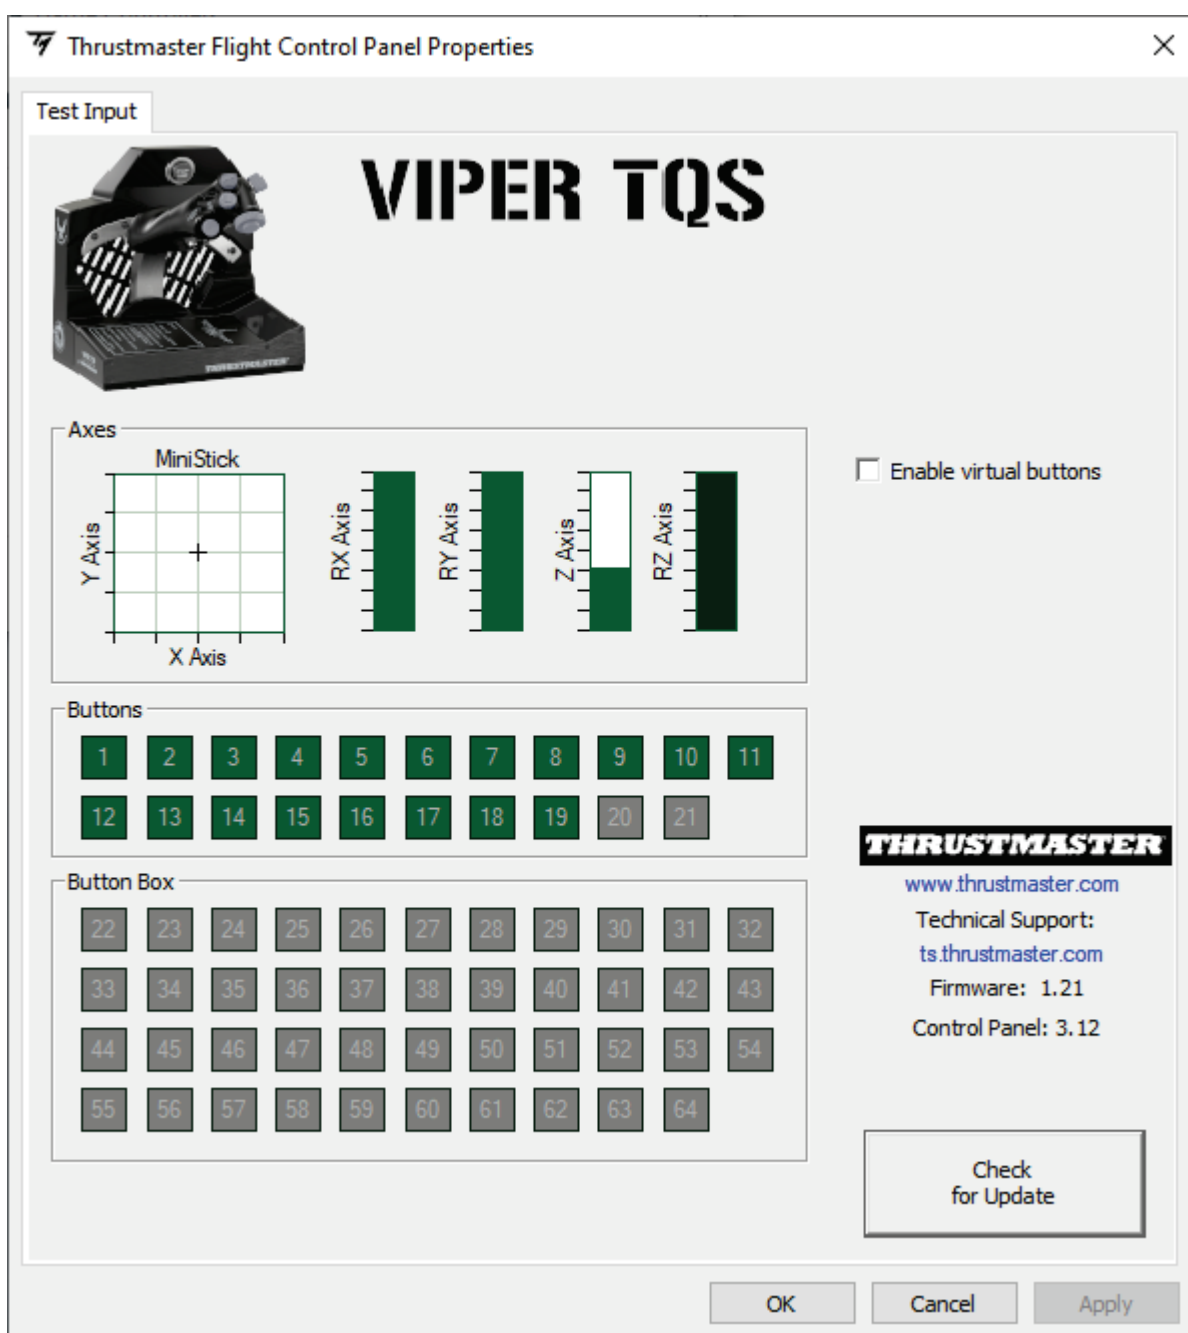 Thrustmaster Flight Control Panel Properties
Test Input
VIPER TQS
THRUSTMASTER
Axes
MiniStick
Y Axis
X Axis
RX Axis
RY Axis
Z Axis
RZ Axis
Enable virtual buttons
Buttons
1 2 3 4 5 6 7 8 9 10 11
12 13 14 15 16 17 18 19 20 21
Button Box
22 23 24 25 26 27 28 29 30 31 32
33 34 35 36 37 38 39 40 41 42 43
44 45 46 47 48 49 50 51 52 53 54
55 56 57 58 59 60 61 62 63 64
THRUSTMASTER
www.thrustmaster.com
Technical Support:
ts.thrustmaster.com
Firmware: 1.21
Control Panel: 3.12
Check
for Update
OK Cancel Apply